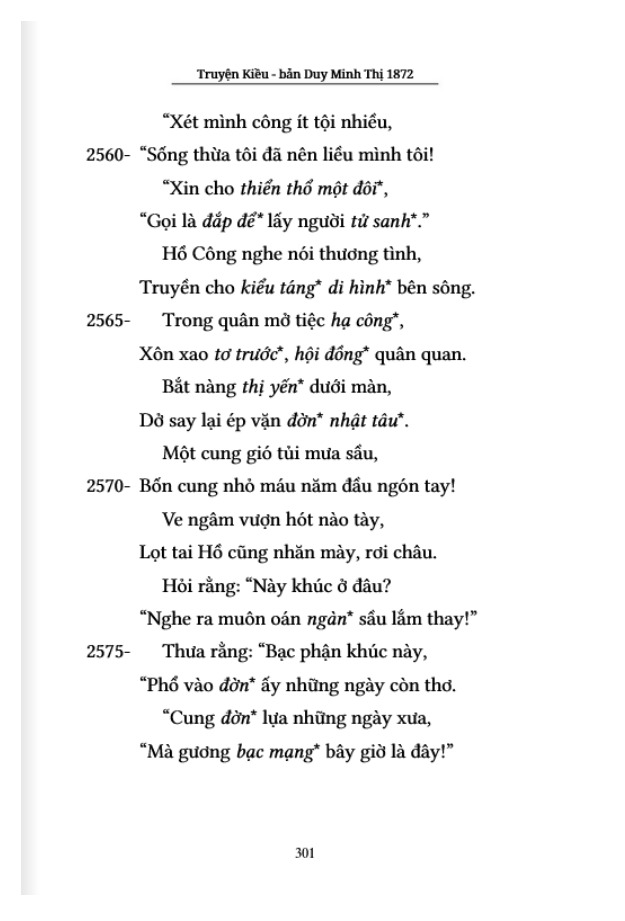 Truyện Kiều - bản Duy Minh Thị 1872
“Xét mình công ít tội nhiều,
2560- “Sống thừa tôi đã nên liều mình tôi!
“Xin cho thiển thổ một đôi*,
“Gọi là đắp để* lấy người tử sanh*.”
Hồ Công nghe nói thương tình,
Truyền cho kiểu táng* di hình* bên sông.
2565- Trong quân mở tiệc hạ công*,
Xôn xao tơ trước*, hội đồng* quân quan.
Bắt nàng thị yến* dưới màn,
Dở say lại ép vặn đờn* nhật tâu*.
Một cung gió tủi mưa sầu,
2570- Bốn cung nhỏ máu năm đầu ngón tay!
Ve ngâm vượn hót nào tày,
Lọt tai Hồ cũng nhăn mày, rơi châu.
Hỏi rằng: “Này khúc ở đâu?
“Nghe ra muôn oán ngàn* sầu lắm thay!”
2575- Thưa rằng: “Bạc phận khúc này,
“Phổ vào đờn* ấy những ngày còn thơ.
“Cung đờn* lựa những ngày xưa,
“Mà gương bạc mạng* bây giờ là đây!”
301